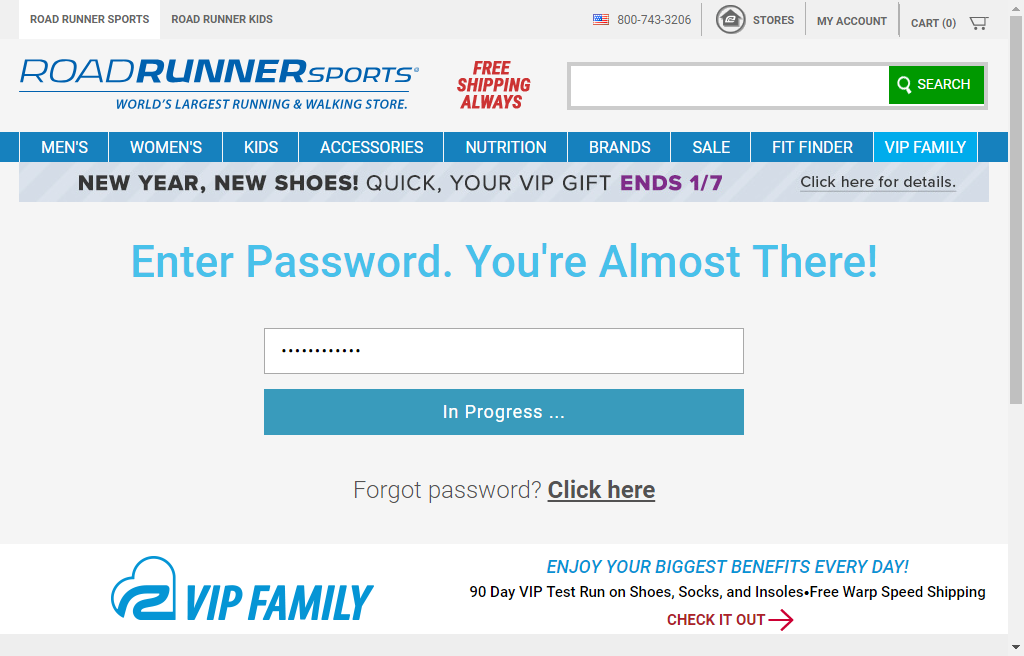 ROAD RUNNER SPORTS
ROAD RUNNER KIDS
800-743-3206
STORES
MY ACCOUNT
CART (0)
ROADRUNNERSPORTS®
WORLD'S LARGEST RUNNING & WALKING STORE.
FREE
SHIPPING
ALWAYS
SEARCH
MEN'S
WOMEN'S
KIDS
ACCESSORIES
NUTRITION
BRANDS
SALE
FIT FINDER
VIP FAMILY
NEW YEAR, NEW SHOES! QUICK, YOUR VIP GIFT ENDS 1/7
Click here for details.
Enter Password. You're Almost There!
••••••••••••
In Progress ...
Forgot password? Click here
VIP FAMILY
ENJOY YOUR BIGGEST BENEFITS EVERY DAY!
90 Day VIP Test Run on Shoes, Socks, and Insoles•Free Warp Speed Shipping
CHECK IT OUT